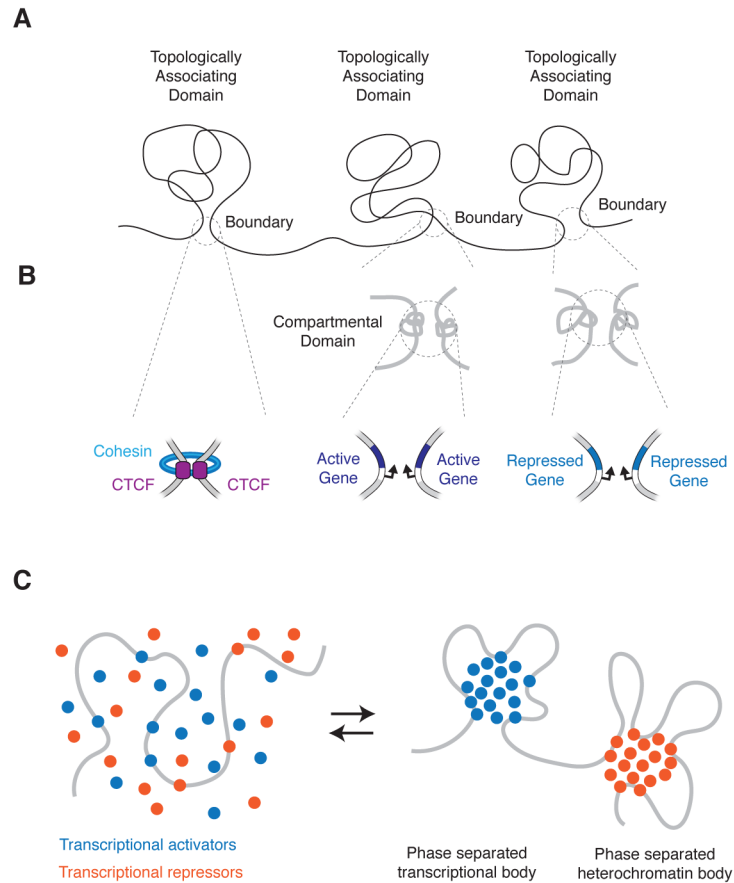 A
Topologically
Associating
Domain
Topologically
Associating
Domain
Topologically
Associating
Domain
Boundary
Boundary
Boundary
B
Compartmental
Domain
Cohesin
CTCF
CTCF
Active
Gene
Active
Gene
Repressed
Gene
Repressed
Gene
C
Transcriptional activators
Transcriptional repressors
Phase separated
transcriptional body
Phase separated
heterochromatin body